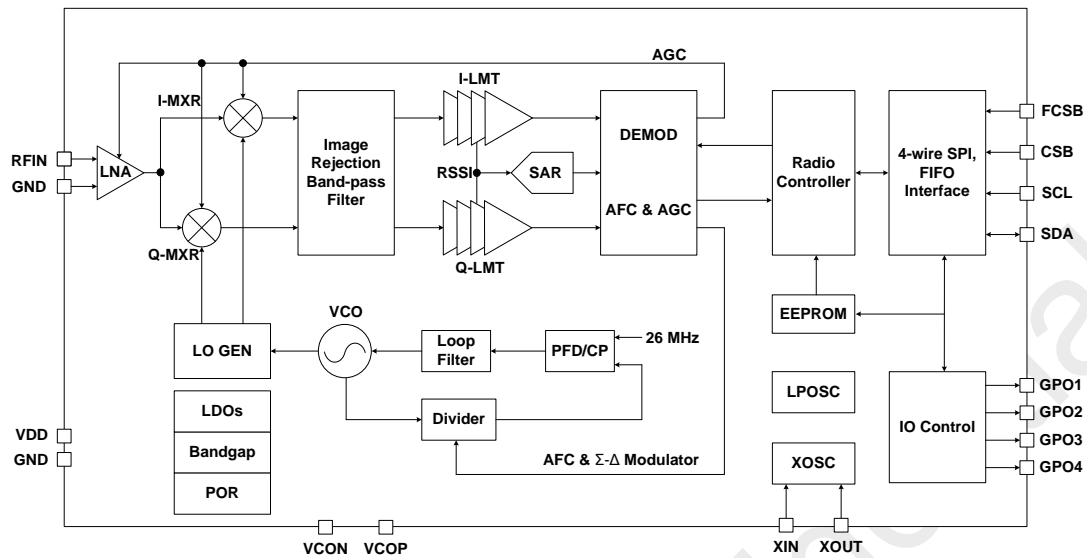 AGC
I-MXR
I-LMT
RFIN
GND
LNA
Q-MXR
Image
Rejection
Band-pass
Filter
RSSI
SAR
Q-LMT
DEMOD
AFC & AGC
Radio
Controller
4-wire SPI,
FIFO
Interface
FCSB
CSB
SCL
SDA
EEPROM
VCO
LO GEN
Loop
Filter
PFD/CP
26 MHz
Divider
AFC & Σ-Δ Modulator
LDOs
Bandgap
POR
VDD
GND
LPOSC
XOSC
IO Control
GPO1
GPO2
GPO3
GPO4
VCON
VCOP
XIN
XOUT